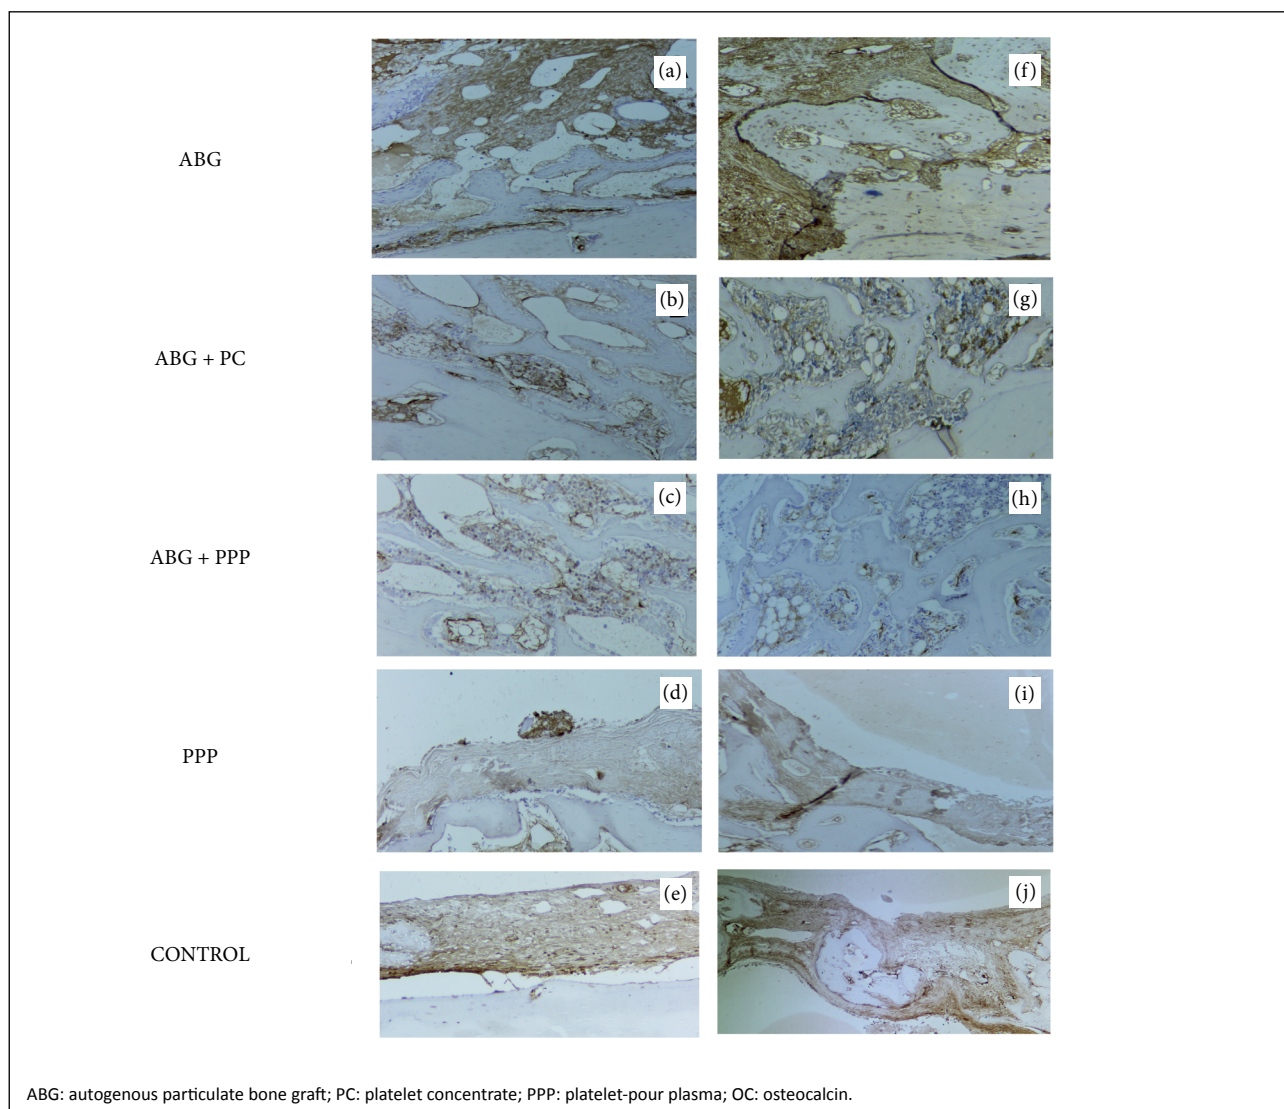 ABG
(a)
(f)
ABG + PC
(b)
(g)
ABG + PPP
(c)
(h)
PPP
(d)
(i)
CONTROL
(e)
(j)
ABG: autogenous particulate bone graft; PC: platelet concentrate; PPP: platelet-pour plasma; OC: osteocalcin.